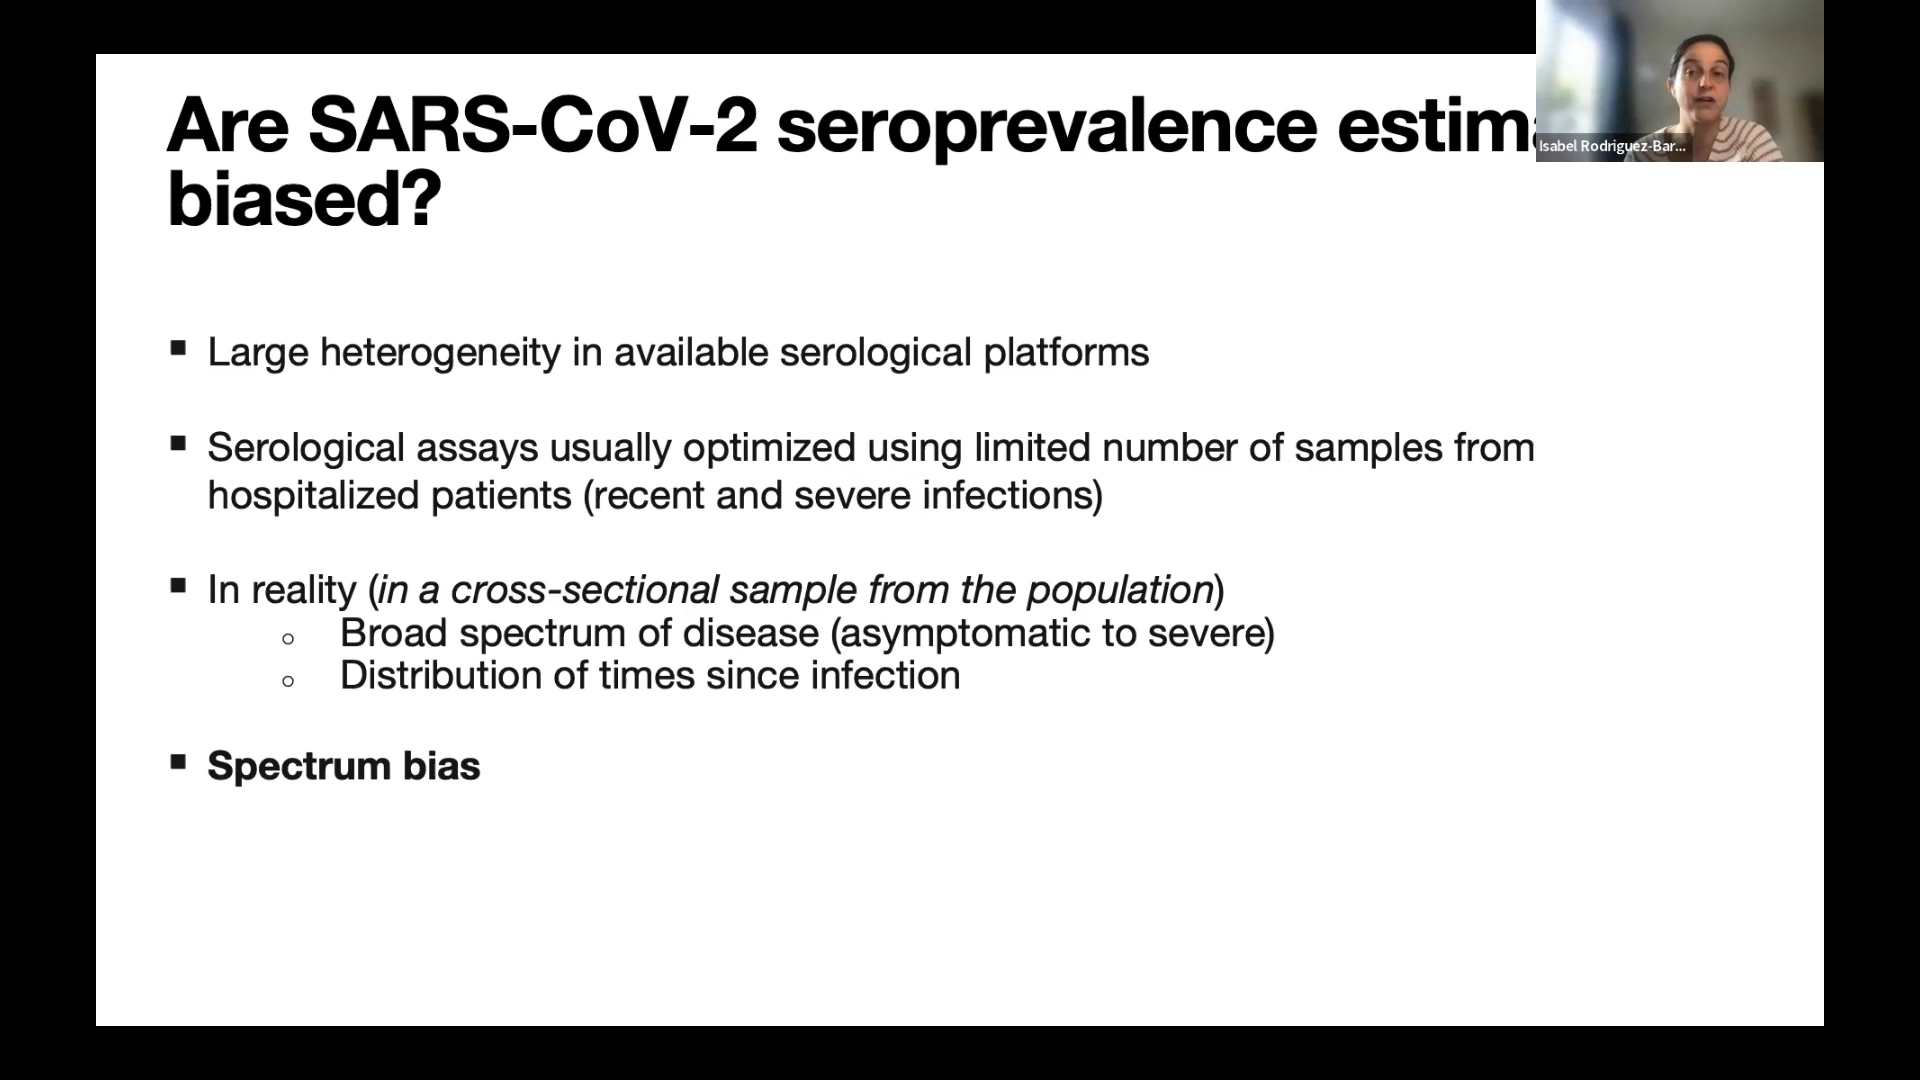 Are SARS-CoV-2 seroprevalence
biased?
Isabel Rodriguez-Bar...
▪ Large heterogeneity in available serological platforms
▪ Serological assays usually optimized using limited number of samples from
hospitalized patients (recent and severe infections)
▪ In reality (in a cross-sectional sample from the population)
○ Broad spectrum of disease (asymptomatic to severe)
○ Distribution of times since infection
▪ Spectrum bias